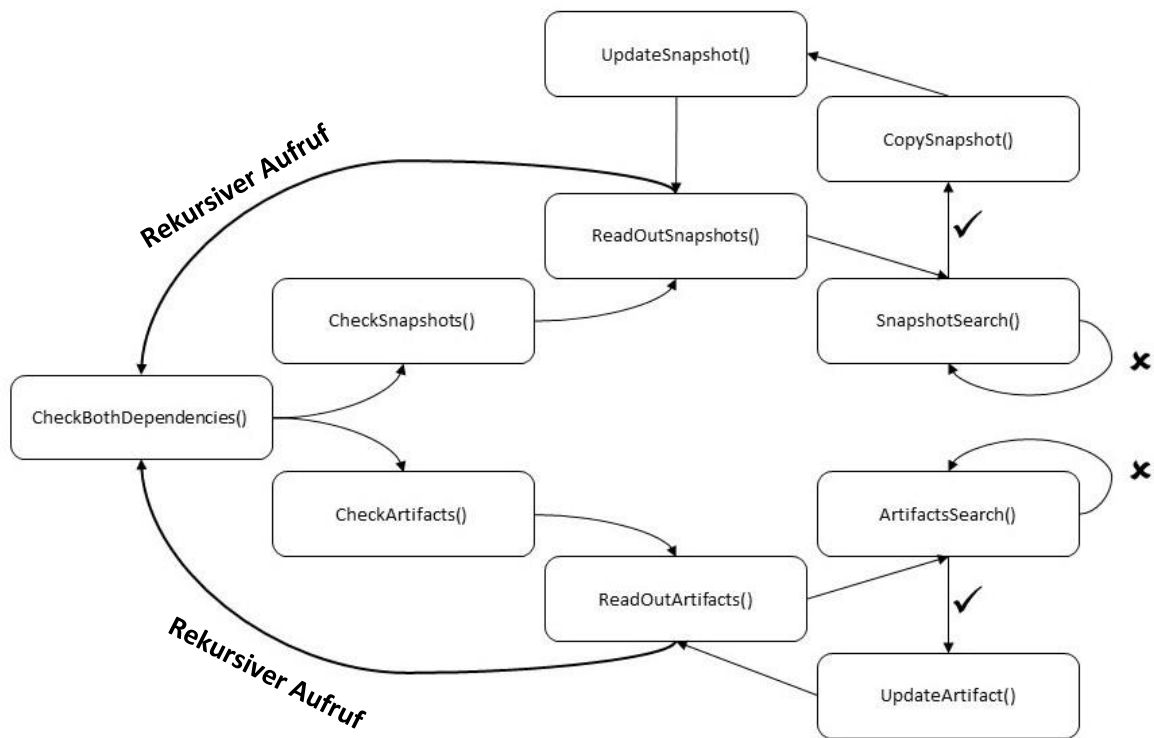 UpdateSnapshot()
CopySnapshot()
Rekursiver Aufruf
✓
ReadOutSnapshots()
CheckSnapshots()
SnapshotSearch()
✘
CheckBothDependencies()
✘
CheckArtifacts()
ArtifactsSearch()
ReadOutArtifacts()
✓
Rekursiver Aufruf
UpdateArtifact()